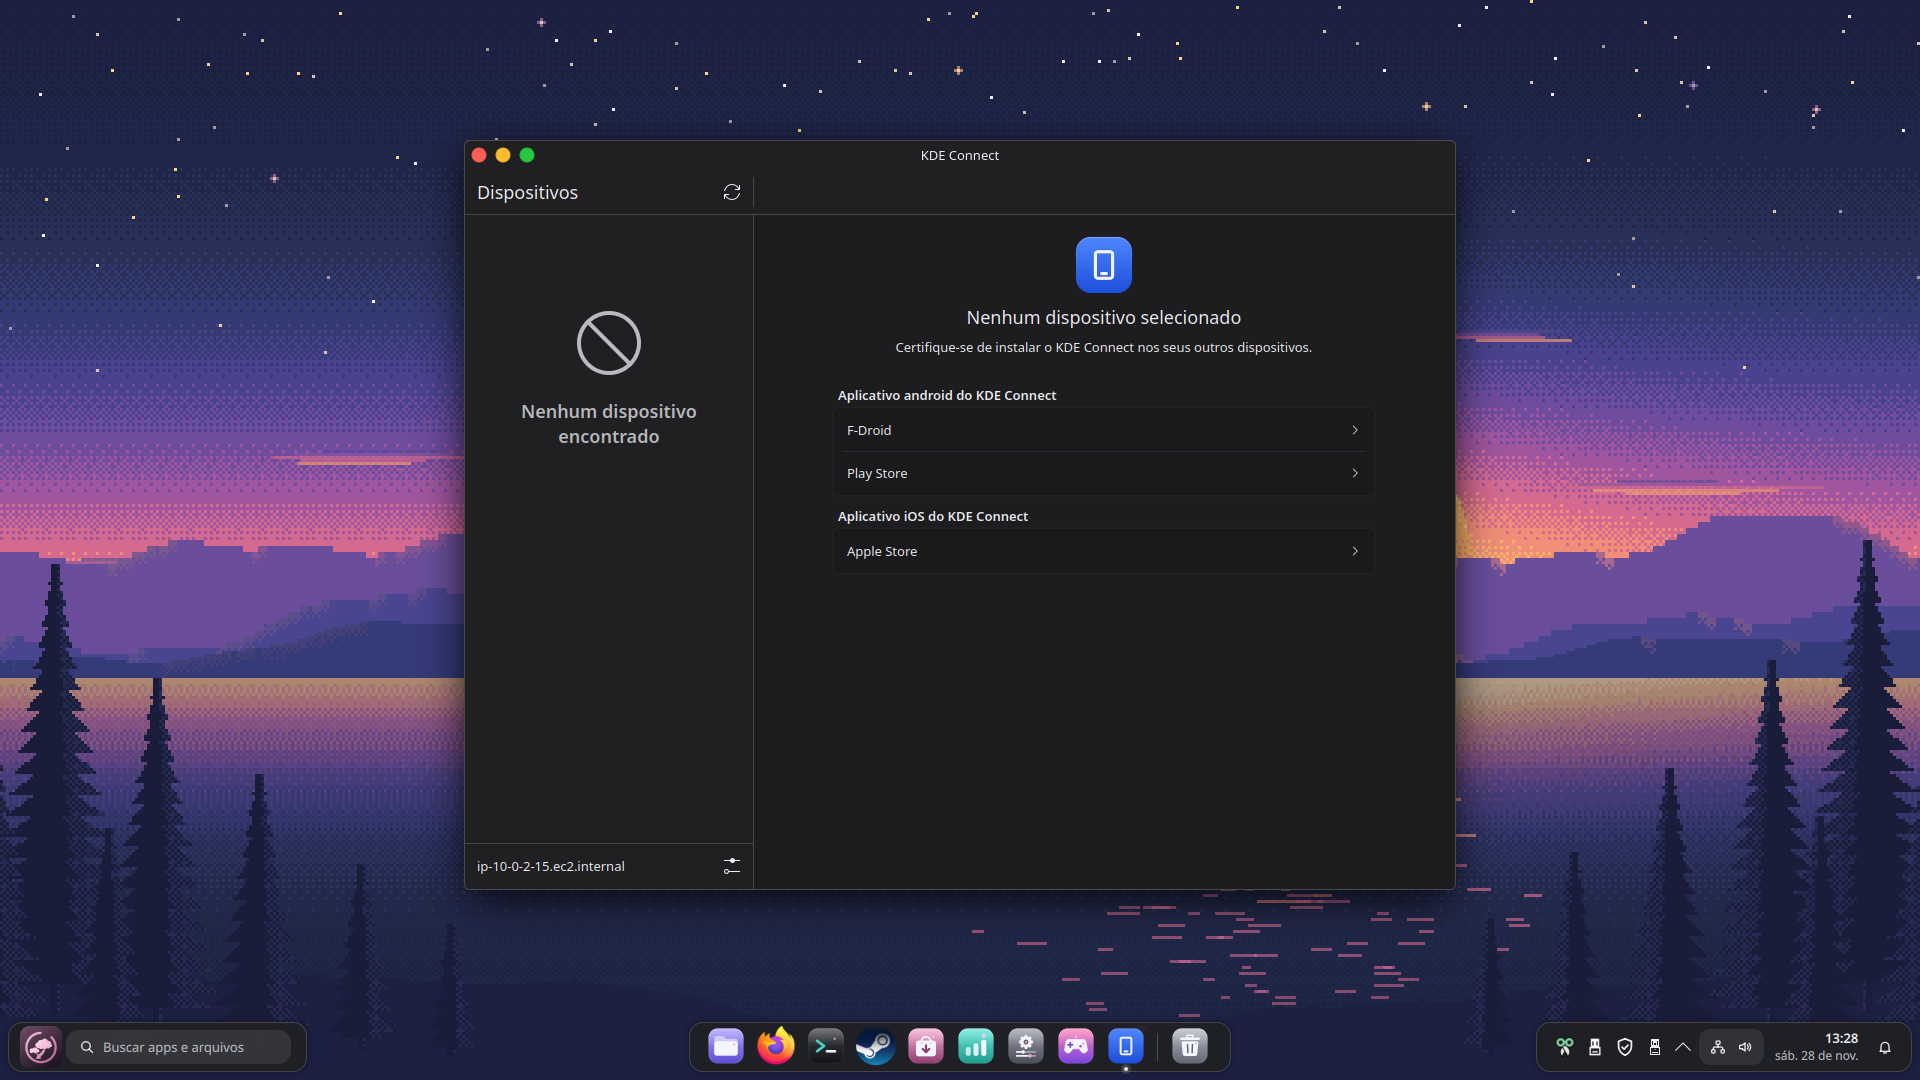 KDE Connect
Dispositivos
Nenhum dispositivo
encontrado
ip-10-0-2-15.ec2.internal
Nenhum dispositivo selecionado
Certifique-se de instalar o KDE Connect nos seus outros dispositivos.
Aplicativo android do KDE Connect
F-Droid
Play Store
Aplicativo iOS do KDE Connect
Apple Store
Buscar apps e arquivos
13:28
sáb. 28 de nov.